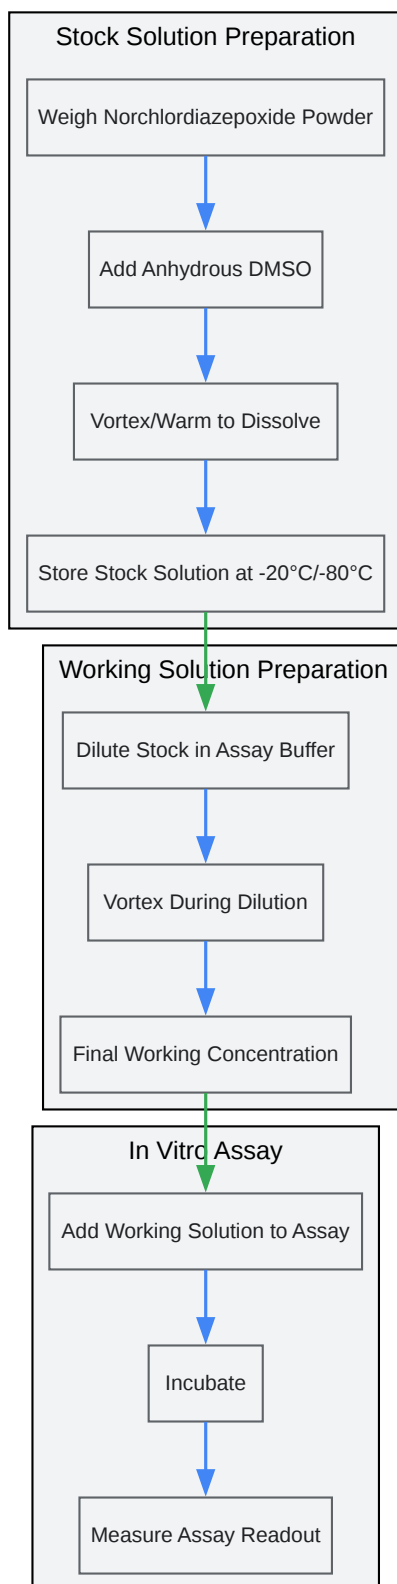 Stock Solution Preparation
Weigh Norchlordiazepoxide Powder
Add Anhydrous DMSO
Vortex/Warm to Dissolve
Store Stock Solution at -20°C/-80°C
Working Solution Preparation
Dilute Stock in Assay Buffer
Vortex During Dilution
Final Working Concentration
In Vitro Assay
Add Working Solution to Assay
Incubate
Measure Assay Readout